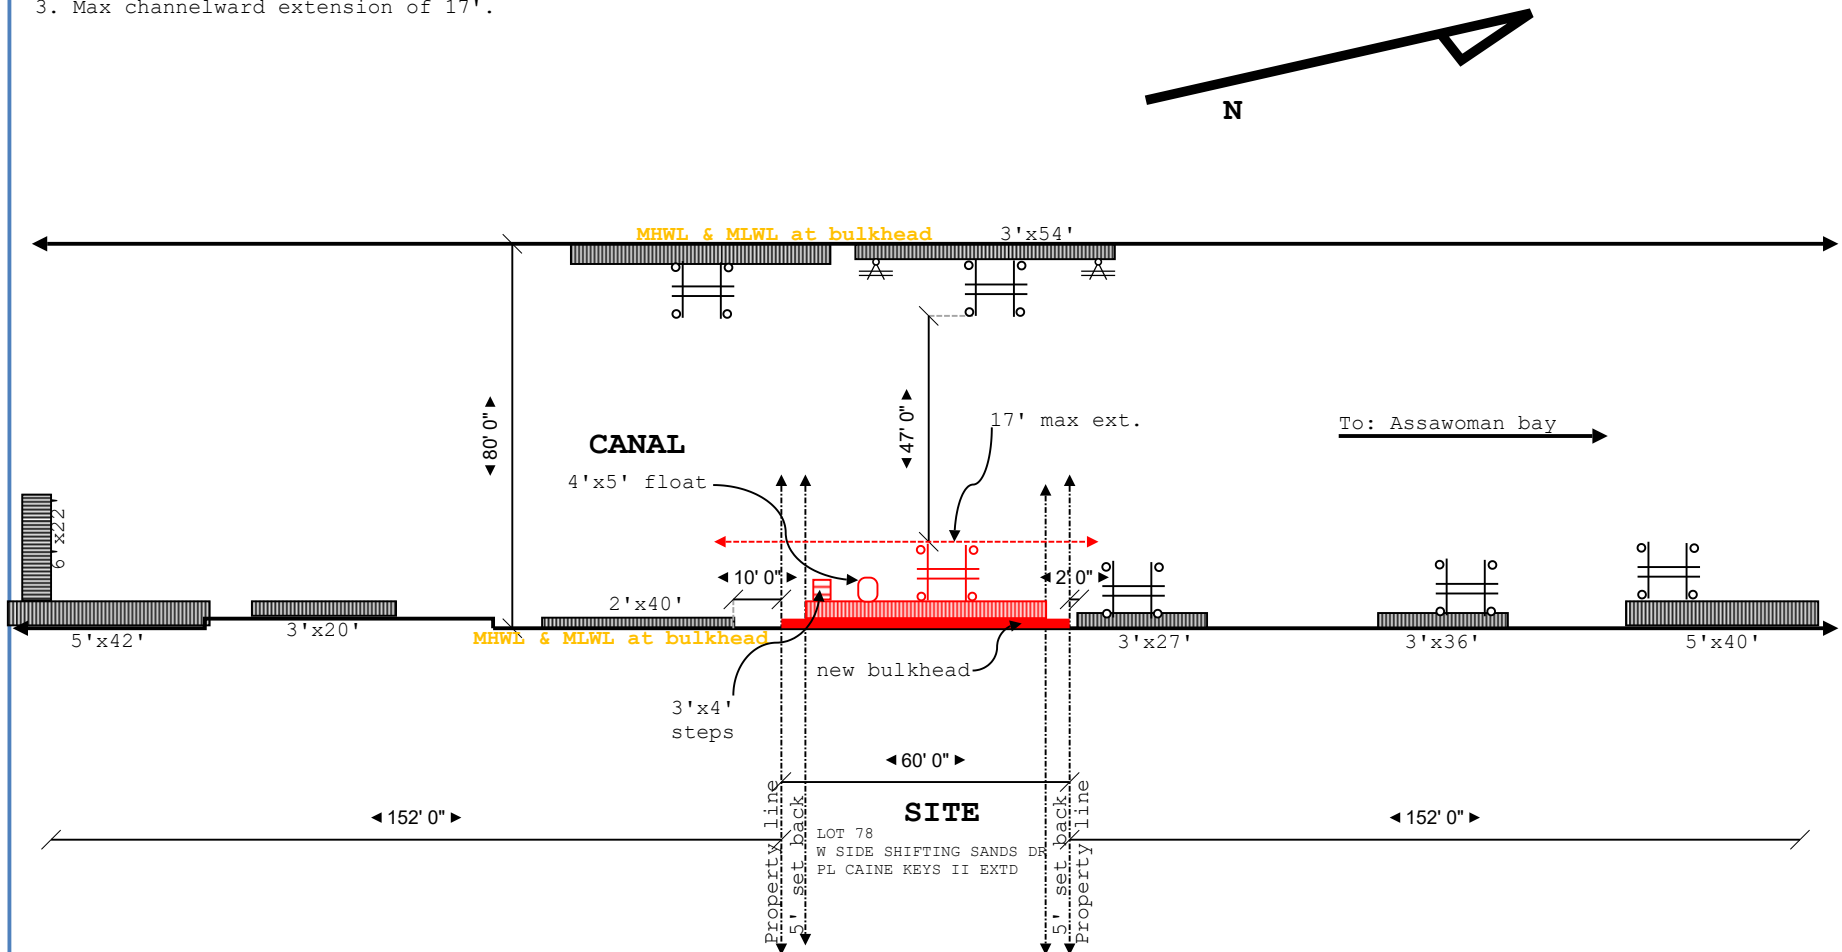 3. Max channelward extension of 17'.
N
MHWL & MLWL at bulkhead
3'x54'
80' 0"
47' 0"
CANAL
17' max ext.
To: Assawoman bay
4'x5' float
6'x22'
10' 0"
2' 0"
2'x40'
5'x42'
3'x20'
MHWL & MLWL at bulkhead
3'x27'
3'x36'
5'x40'
new bulkhead
3'x4'
steps
60' 0"
Property line
5' set back
SITE
5' set back
Property line
152' 0"
152' 0"
LOT 78
W SIDE SHIFTING SANDS DR
PL CAINE KEYS II EXTD